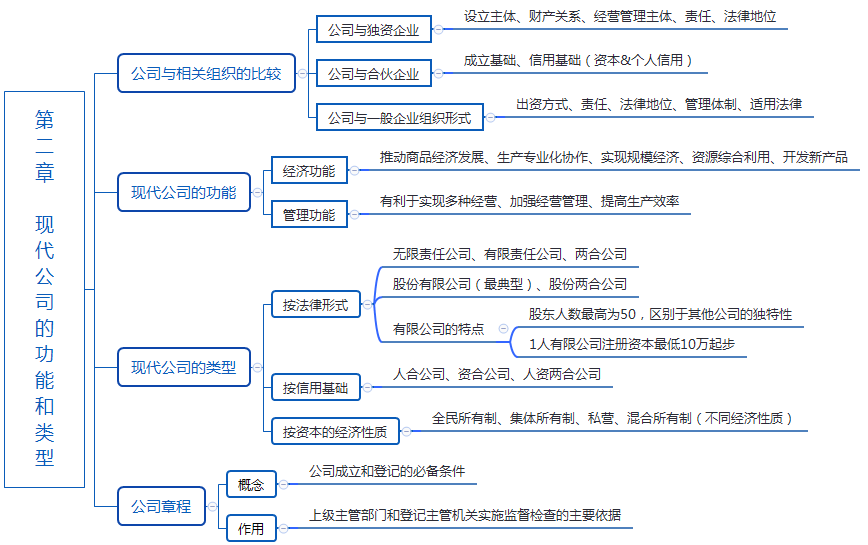 第二章 现代公司的功能和类型
公司与相关组织的比较
公司与独资企业
设立主体、财产关系、经营管理主体、责任、法律地位
公司与合伙企业
成立基础、信用基础（资本&个人信用）
公司与一般企业组织形式
出资方式、责任、法律地位、管理体制、适用法律
现代公司的功能
经济功能
推动商品经济发展、生产专业化协作、实现规模经济、资源综合利用、开发新产品
管理功能
有利于实现多种经营、加强经营管理、提高生产效率
现代公司的类型
按法律形式
无限责任公司、有限责任公司、两合公司
股份有限公司（最典型）、股份两合公司
有限公司的特点
股东人数最高为50，区别于其他公司的独特性
1人有限公司注册资本最低10万起步
按信用基础
人合公司、资合公司、人资两合公司
按资本的经济性质
全民所有制、集体所有制、私营、混合所有制（不同经济性质）
公司章程
概念
公司成立和登记的必备条件
作用
上级主管部门和登记主管机关实施监督检查的主要依据